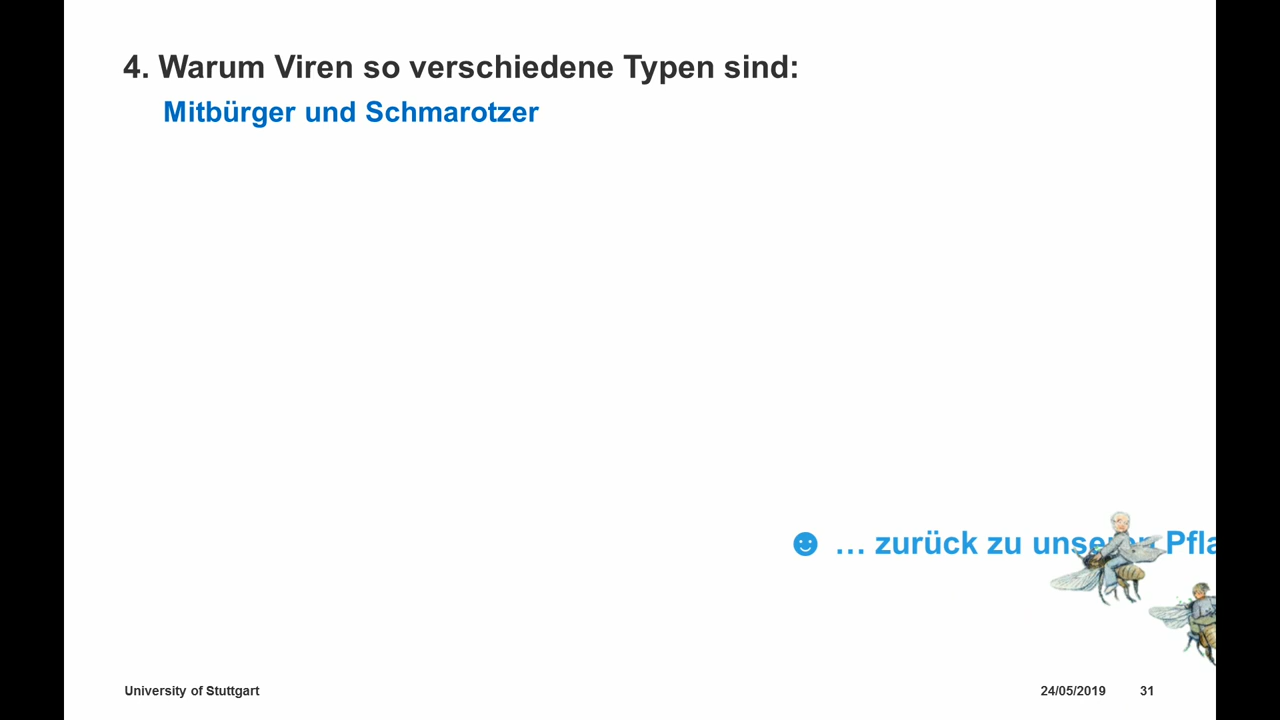 4. Warum Viren so verschiedene Typen sind:
Mitbürger und Schmarotzer
☻ … zurück zu unseren
University of Stuttgart
24/05/2019
31